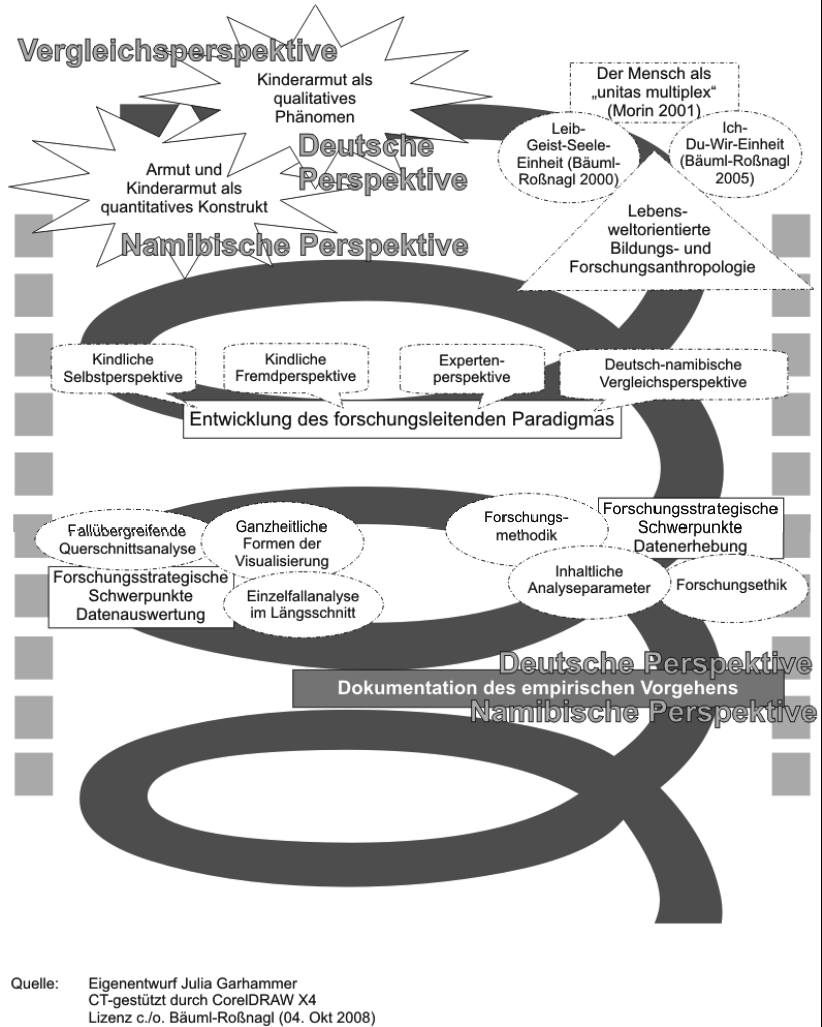 Vergleichsperspektive
Kinderarmut als
qualitatives
Phänomen
Deutsche
Perspektive
Armut und
Kinderarmut als
quantitatives Konstrukt
Namibische Perspektive
Der Mensch als
„unitas multiplex“
(Morin 2001)
Leib-
Geist-Seele-
Einheit (Bäuml-
Roßnagl 2000)
Ich-
Du-Wir-Einheit
(Bäuml-Roßnagl
2005)
Lebens-
weltorientierte
Bildungs- und
Forschungsanthropologie
Kindliche
Selbstperspektive
Kindliche
Fremdperspektive
Experten-
perspektive
Deutsch-namibische
Vergleichsperspektive
Entwicklung des forschungsleitenden Paradigmas
Fallübergreifende
Querschnittsanalyse
Ganzheitliche
Formen der
Visualisierung
Forschungsstrategische
Schwerpunkte
Datenauswertung
Einzelfallanalyse
im Längsschnitt
Forschungs-
methodik
Forschungsstrategische
Schwerpunkte
Datenerhebung
Inhaltliche
Analyseparameter
Forschungsethik
Deutsche Perspektive
Dokumentation des empirischen Vorgehens
Namibische Perspektive
Quelle: Eigenentwurf Julia Garhammer
CT-gestützt durch CorelDRAW X4
Lizenz c./o. Bäuml-Roßnagl (04. Okt 2008)